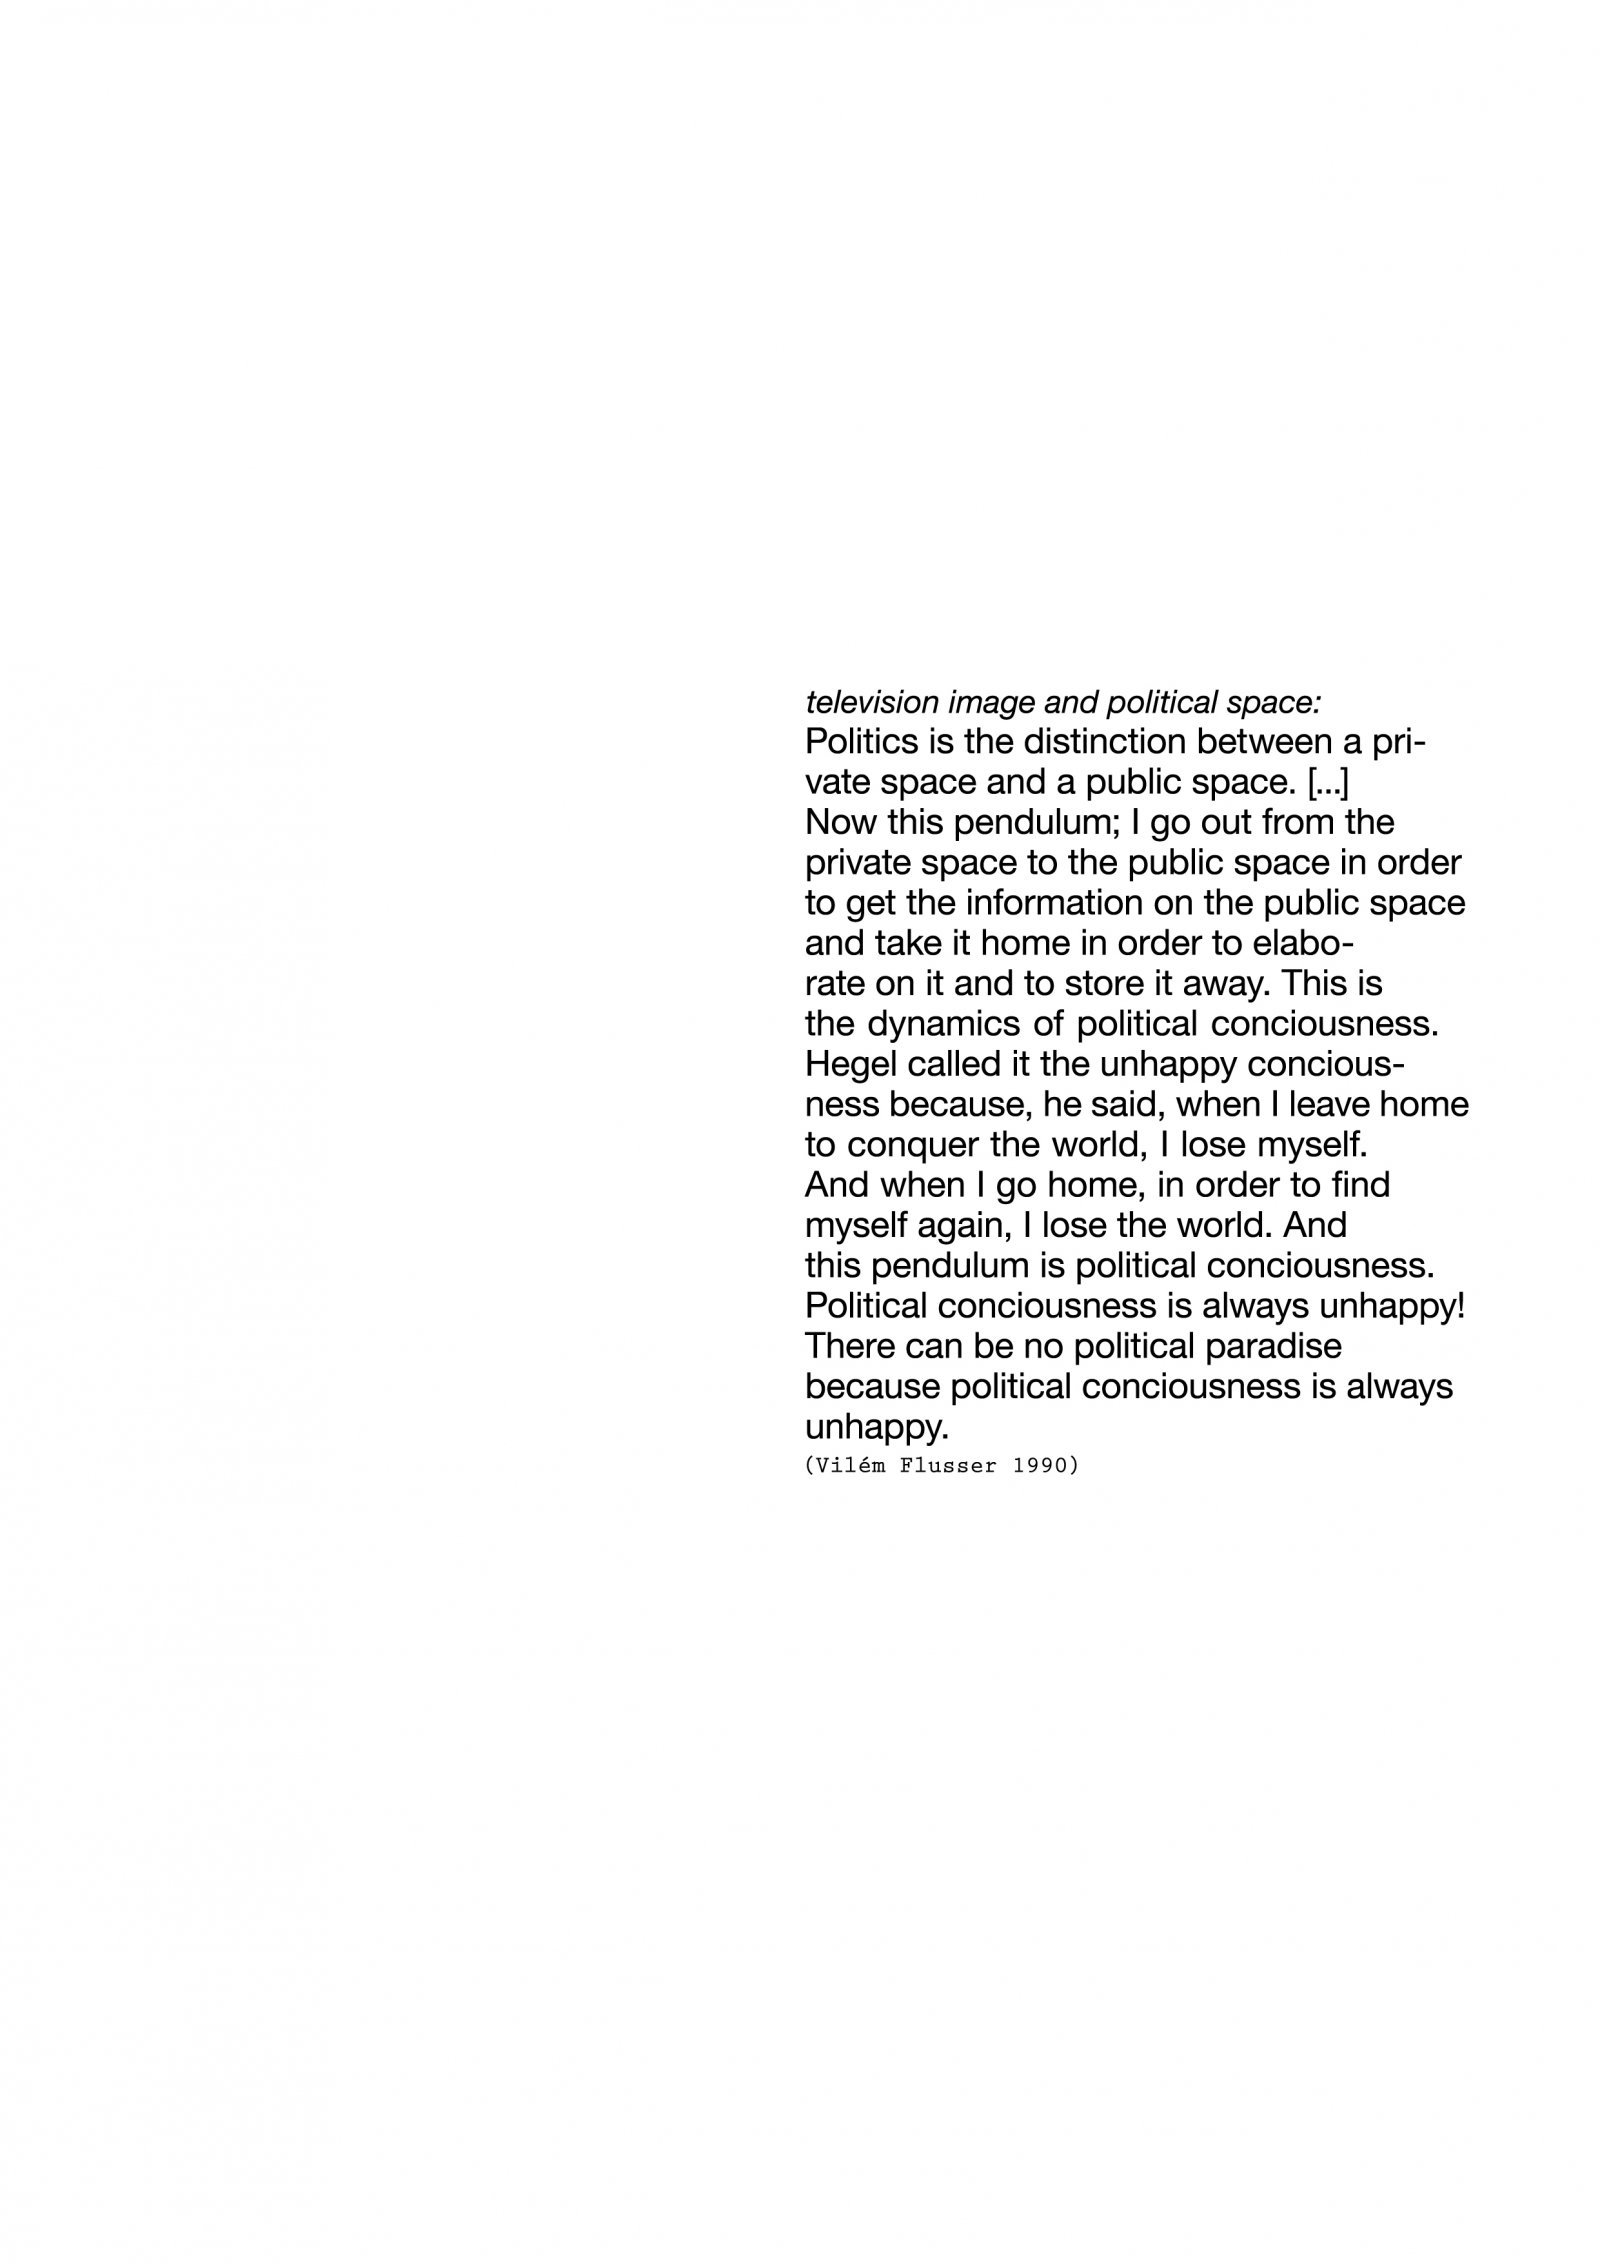 television image and political space:
Politics is the distinction between a pri-
vate space and a public space. [...]
Now this pendulum; I go out from the
private space to the public space in order
to get the information on the public space
and take it home in order to elabo-
rate on it and to store it away. This is
the dynamics of political conciousness.
Hegel called it the unhappy concious-
ness because, he said, when I leave home
to conquer the world, I lose myself.
And when I go home, in order to find
myself again, I lose the world. And
this pendulum is political conciousness.
Political conciousness is always unhappy!
There can be no political paradise
because political conciousness is always
unhappy.
(Vilém Flusser 1990)